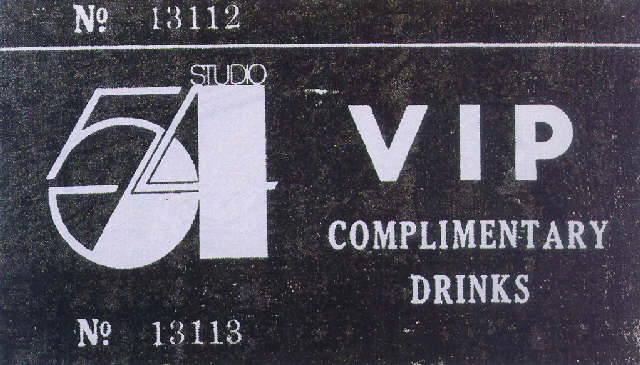 Nº 13112
STUDIO
54
VIP
COMPLIMENTARY
DRINKS
Nº 13113